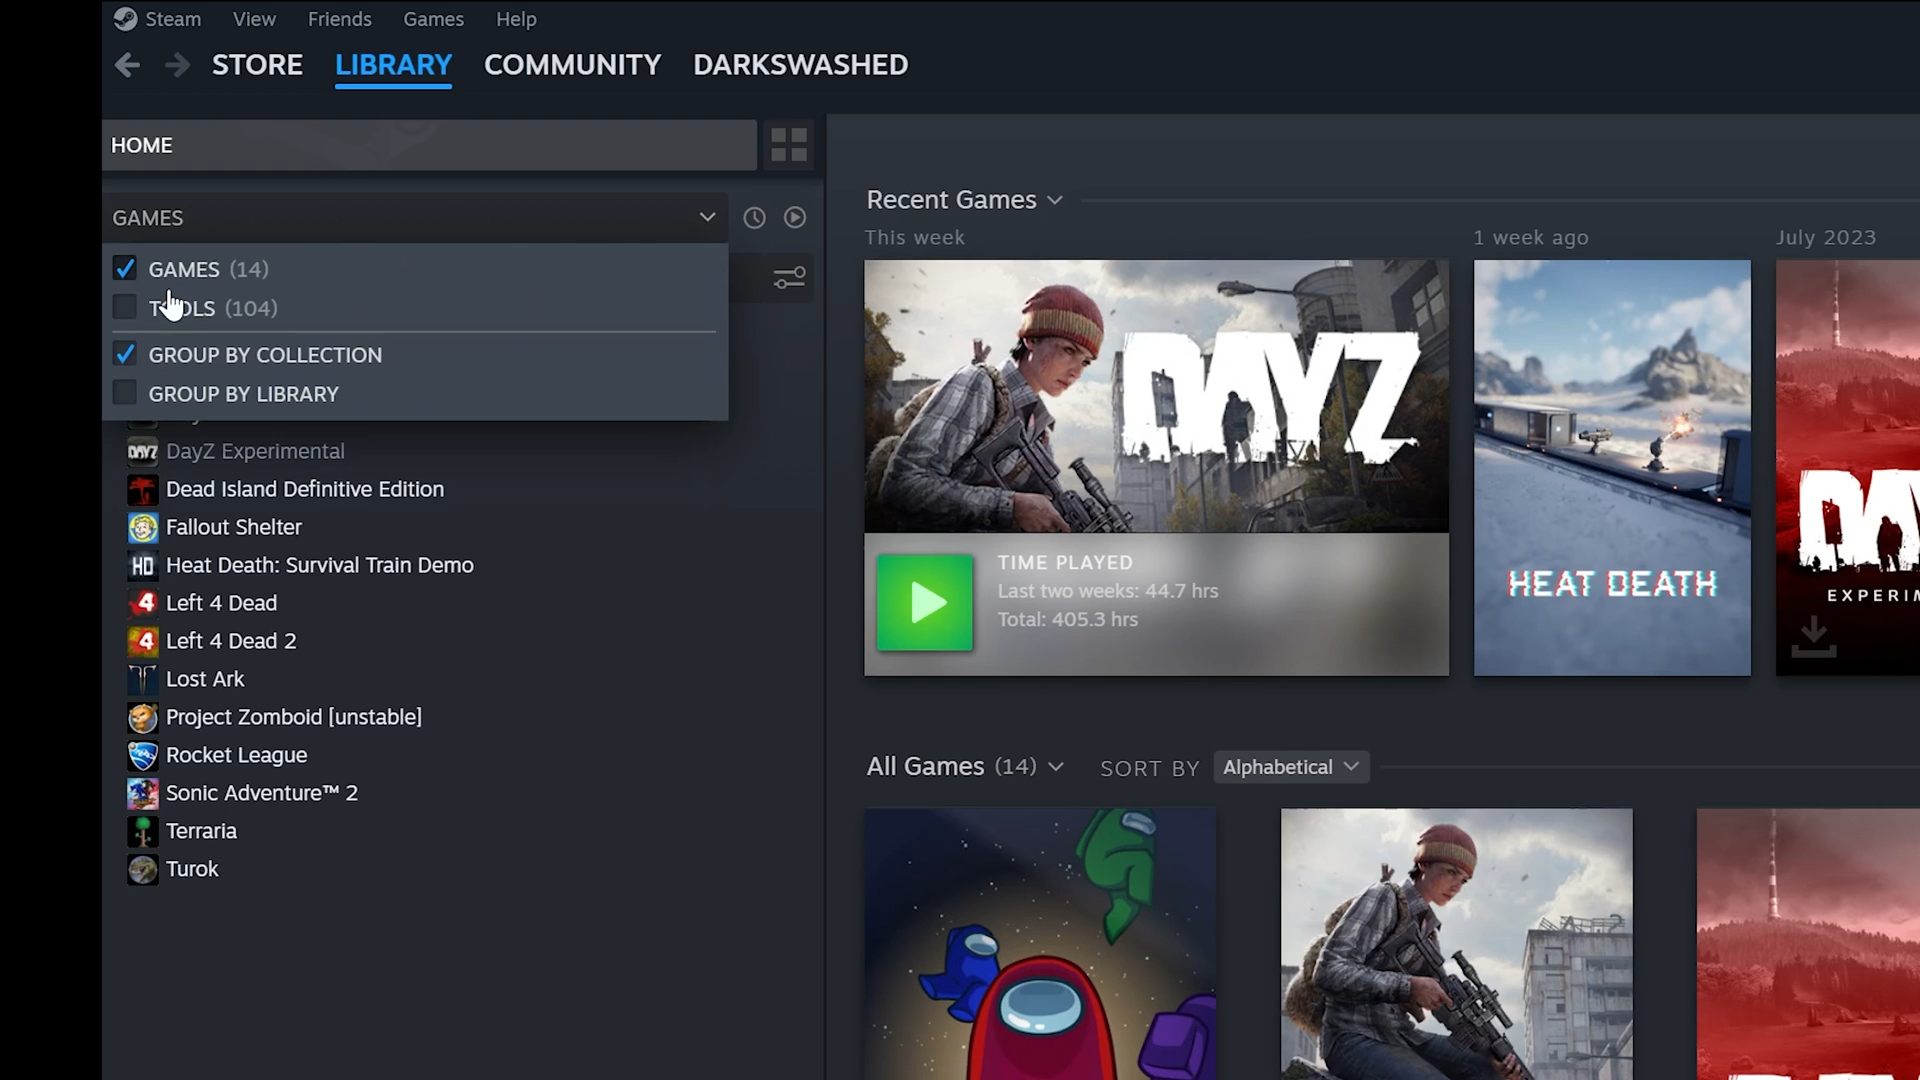 Steam View Friends Games Help
STORE LIBRARY COMMUNITY DARKSWASHED
HOME
GAMES
GAMES (14)
TOOLS (104)
GROUP BY COLLECTION
GROUP BY LIBRARY
DayZ Experimental
Dead Island Definitive Edition
Fallout Shelter
Heat Death: Survival Train Demo
Left 4 Dead
Left 4 Dead 2
Lost Ark
Project Zomboid [unstable]
Rocket League
Sonic Adventure™ 2
Terraria
Turok
Recent Games
This week
1 week ago
July 2023
DAYZ
TIME PLAYED
Last two weeks: 44.7 hrs
Total: 405.3 hrs
HEAT DEATH
All Games (14) SORT BY Alphabetical